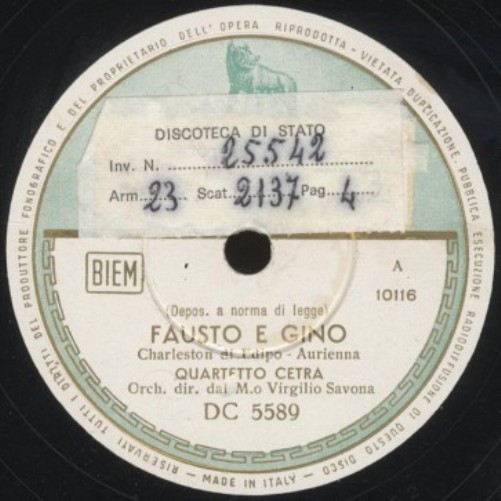 RISERVATI TUTTI I DIRITTI DEL PRODUTTORE FONOGRAFICO E DEL PROPRIETARIO DELL'OPERA RIPRODOTTA - VIETATA DUPLICAZIONE, PUBBLICA ESECUZIONE RADIODIFFUSIONE DI QUESTO DISCO
DISCOTECA DI STATO
Inv. N. 25542
Arm. 23 Scat. 2137 Pag. 4
BIEM
A
10116
(Depos. a norma di legge)
FAUSTO E GINO
Charleston di Edipo - Aurienna
QUARTETTO CETRA
Orch. dir. dal M.o Virgilio Savona
DC 5589
— MADE IN ITALY —